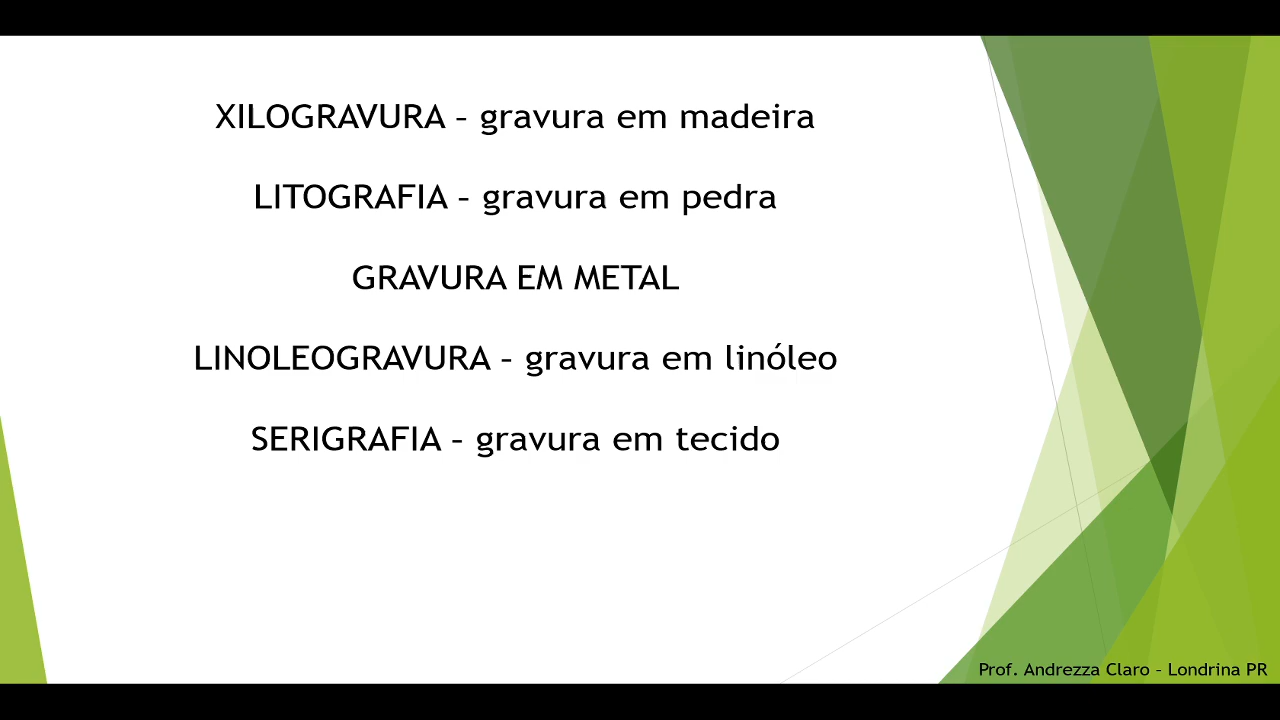 XILOGRAVURA – gravura em madeira
LITOGRAFIA – gravura em pedra
GRAVURA EM METAL
LINOLEOGRAVURA – gravura em linóleo
SERIGRAFIA – gravura em tecido
Prof. Andrezza Claro – Londrina PR